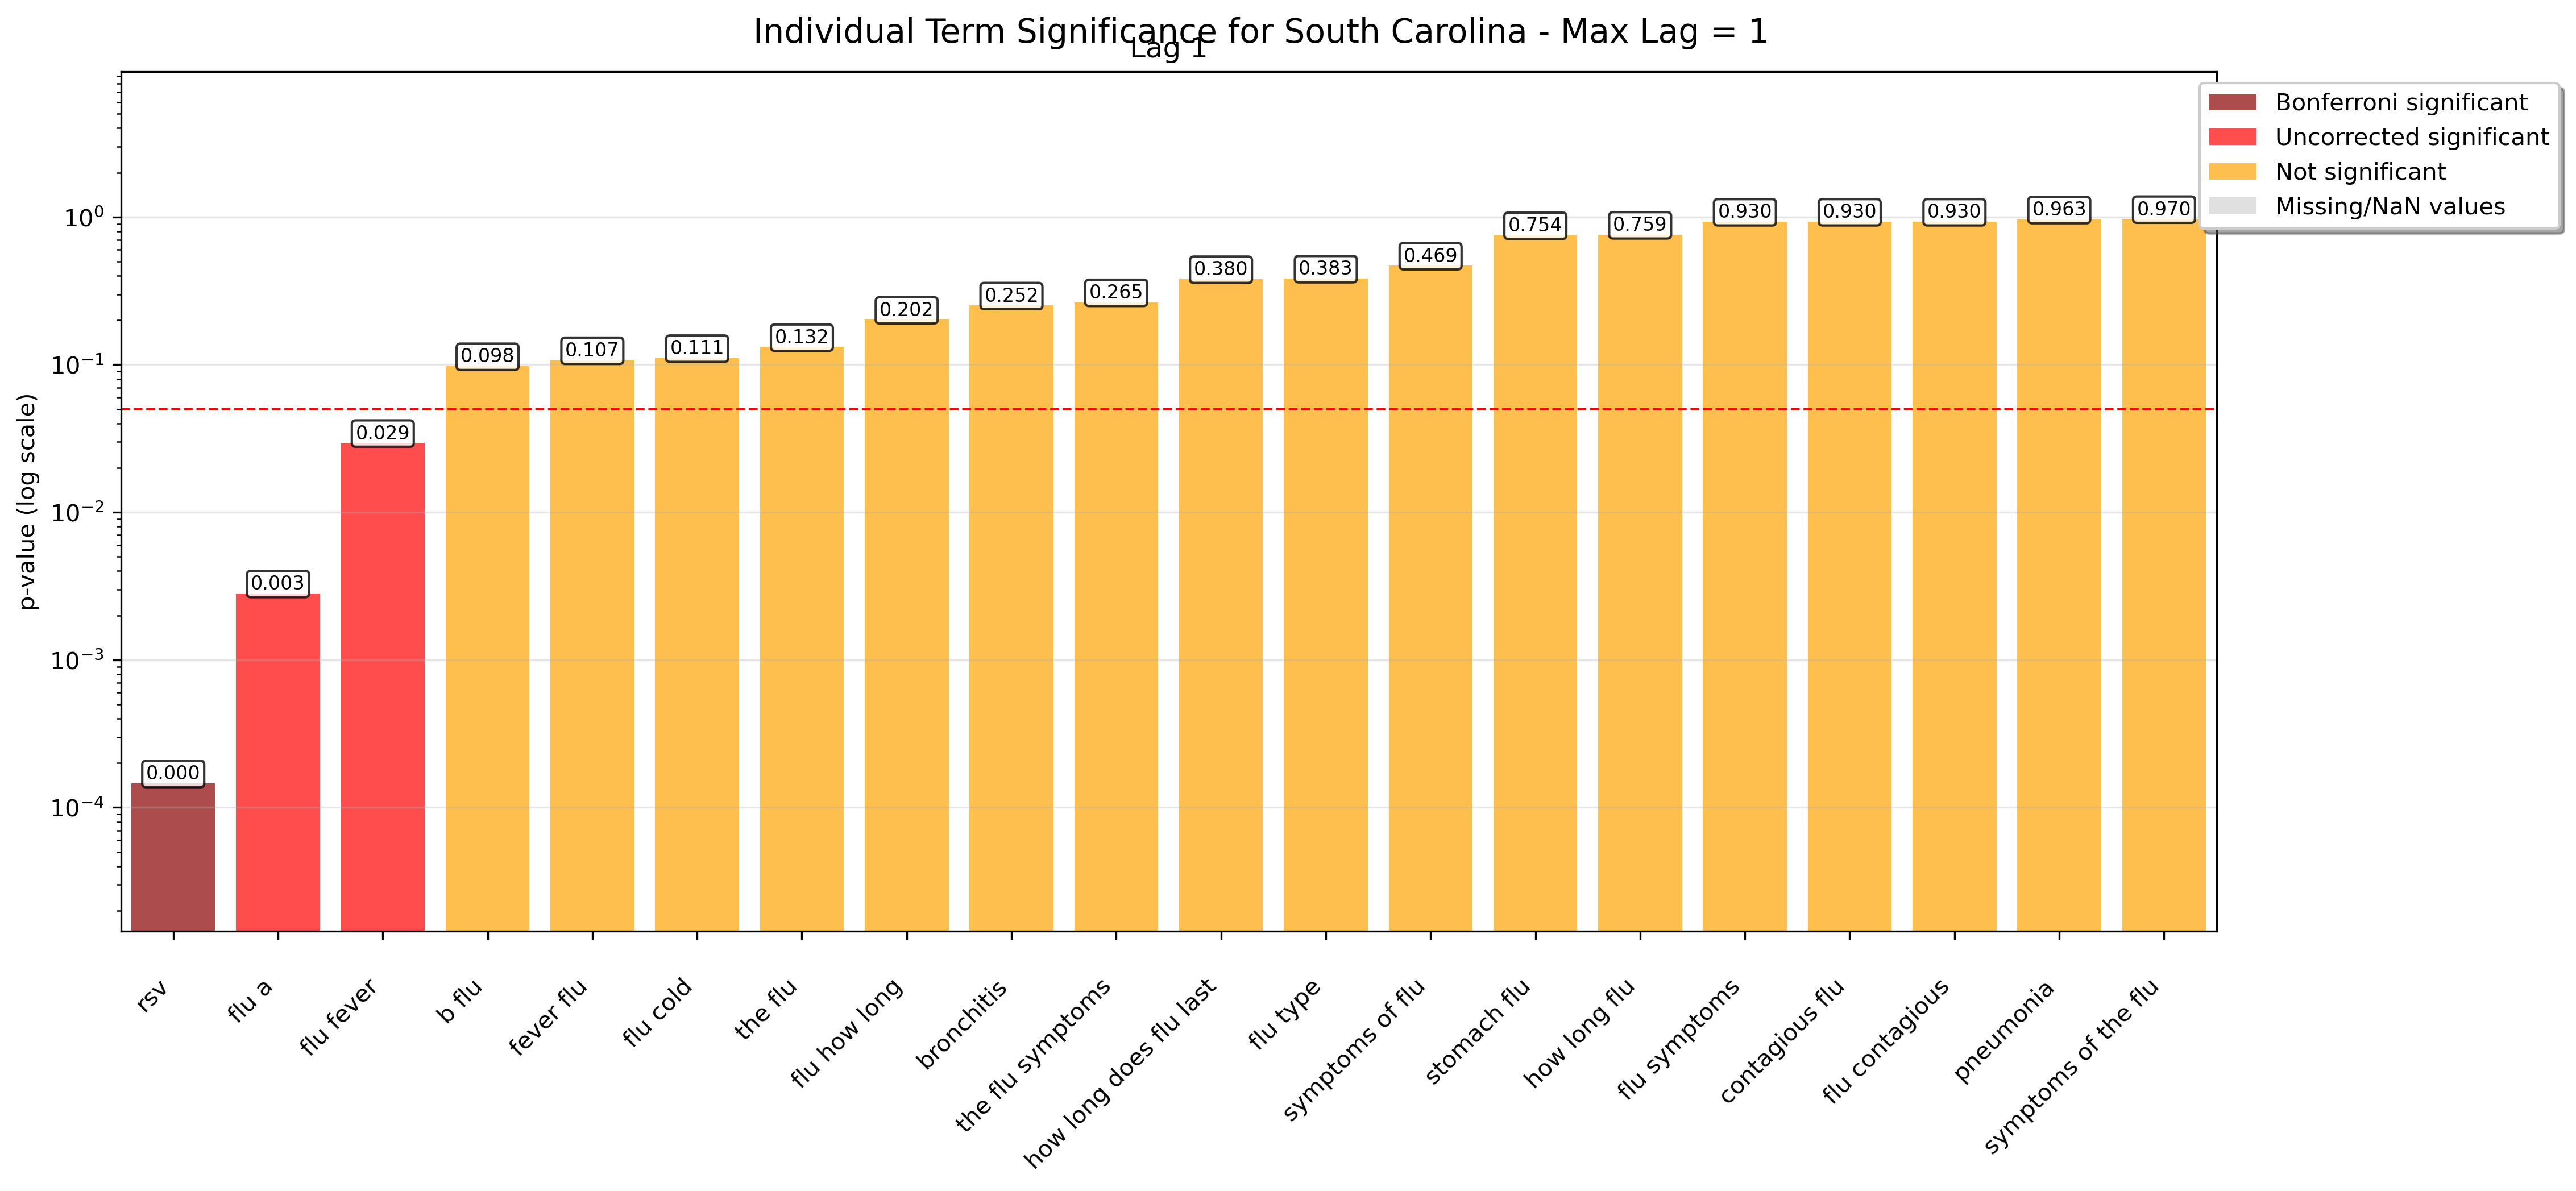 Individual Term Significance for South Carolina - Max Lag = 1
Lag 1
Bonferroni significant
Uncorrected significant
Not significant
Missing/NaN values
p-value (log scale)
10⁰
10⁻¹
10⁻²
10⁻³
10⁻⁴
0.000
0.003
0.029
0.098
0.107
0.111
0.132
0.202
0.252
0.265
0.380
0.383
0.469
0.754
0.759
0.930
0.930
0.930
0.963
0.970
rsv
flu a
flu fever
b flu
fever flu
flu cold
the flu
flu how long
bronchitis
the flu symptoms
how long does flu last
flu type
symptoms of flu
stomach flu
how long flu
flu symptoms
contagious flu
flu contagious
pneumonia
symptoms of the flu